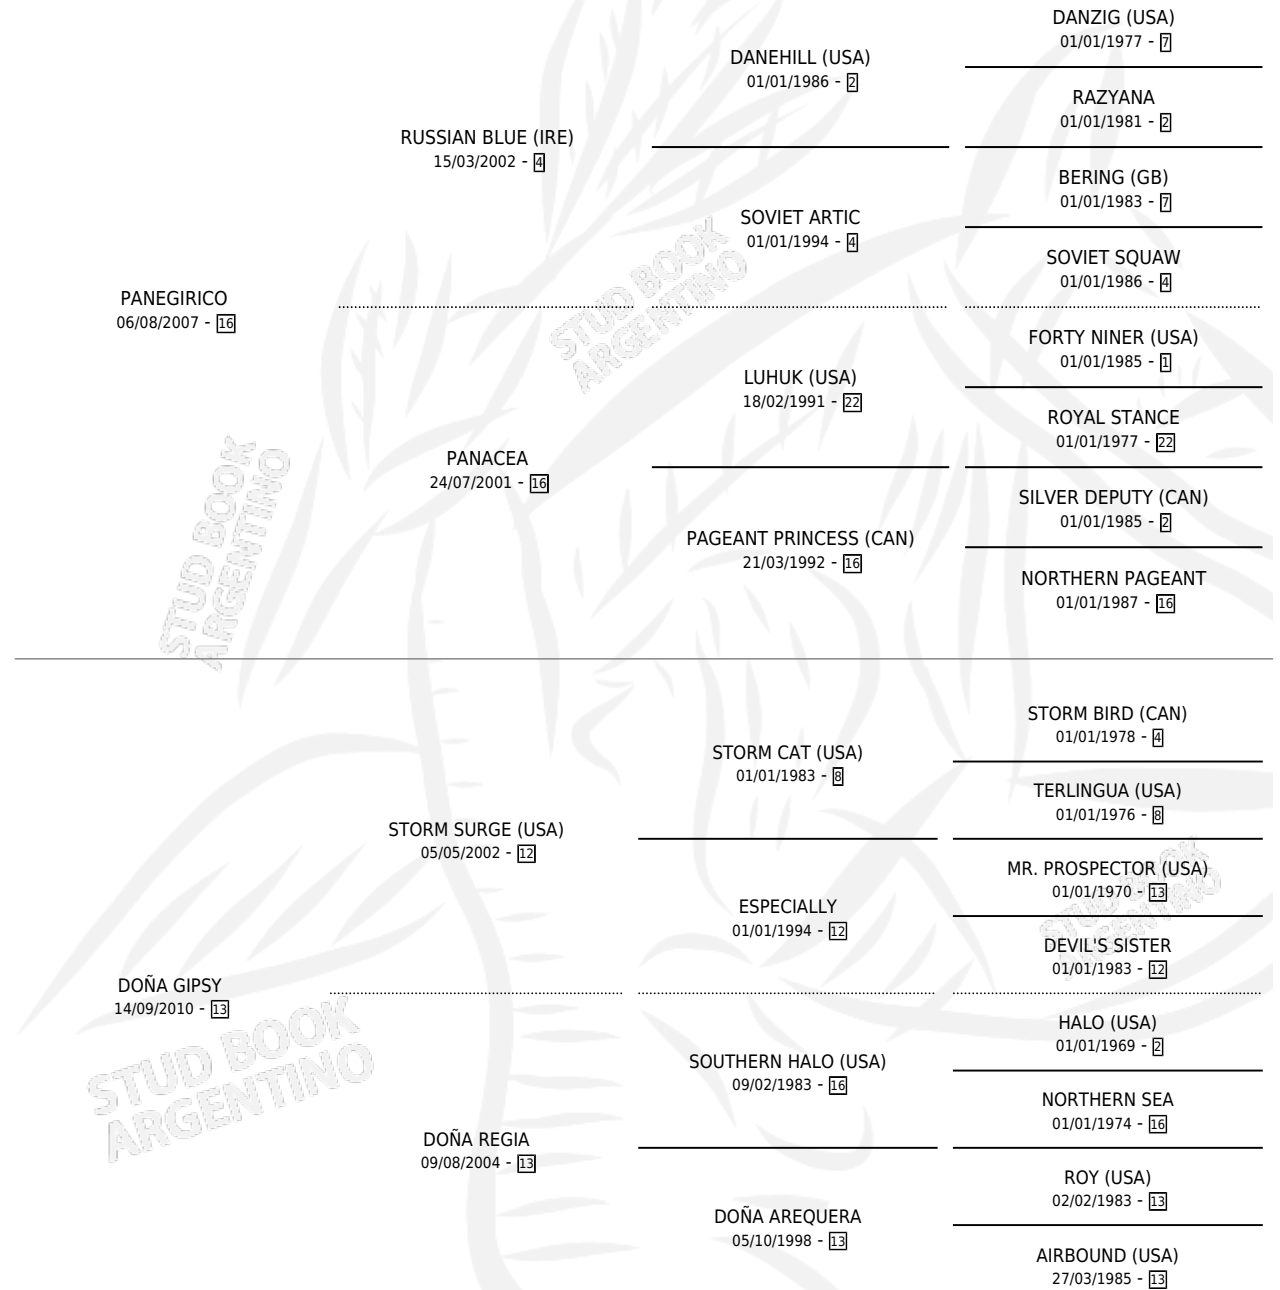 DANZIG (USA)
01/01/1977 - 7
DANEHILL (USA)
01/01/1986 - 2
RAZYANA
01/01/1981 - 2
RUSSIAN BLUE (IRE)
15/03/2002 - 4
BERING (GB)
01/01/1983 - 7
SOVIET ARTIC
01/01/1994 - 4
SOVIET SQUAW
01/01/1986 - 4
PANEGIRICO
06/08/2007 - 16
STUD BOOK
ARGENTINO
FORTY NINER (USA)
01/01/1985 - 1
LUHUK (USA)
18/02/1991 - 22
ROYAL STANCE
01/01/1977 - 22
PANACEA
24/07/2001 - 16
SILVER DEPUTY (CAN)
01/01/1985 - 2
PAGEANT PRINCESS (CAN)
21/03/1992 - 16
NORTHERN PAGEANT
01/01/1987 - 16
STUD BOOK
ARGENTINO
STORM BIRD (CAN)
01/01/1978 - 4
STORM CAT (USA)
01/01/1983 - 8
TERLINGUA (USA)
01/01/1976 - 8
STORM SURGE (USA)
05/05/2002 - 12
MR. PROSPECTOR (USA)
01/01/1970 - 13
ESPECIALLY
01/01/1994 - 12
STUD BOOK
ARGENTINO
DEVIL'S SISTER
01/01/1983 - 12
DOÑA GIPSY
14/09/2010 - 13
STUD BOOK
ARGENTINO
HALO (USA)
01/01/1969 - 2
SOUTHERN HALO (USA)
09/02/1983 - 16
NORTHERN SEA
01/01/1974 - 16
DOÑA REGIA
09/08/2004 - 13
ROY (USA)
02/02/1983 - 13
DOÑA AREQUERA
05/10/1998 - 13
AIRBOUND (USA)
27/03/1985 - 13